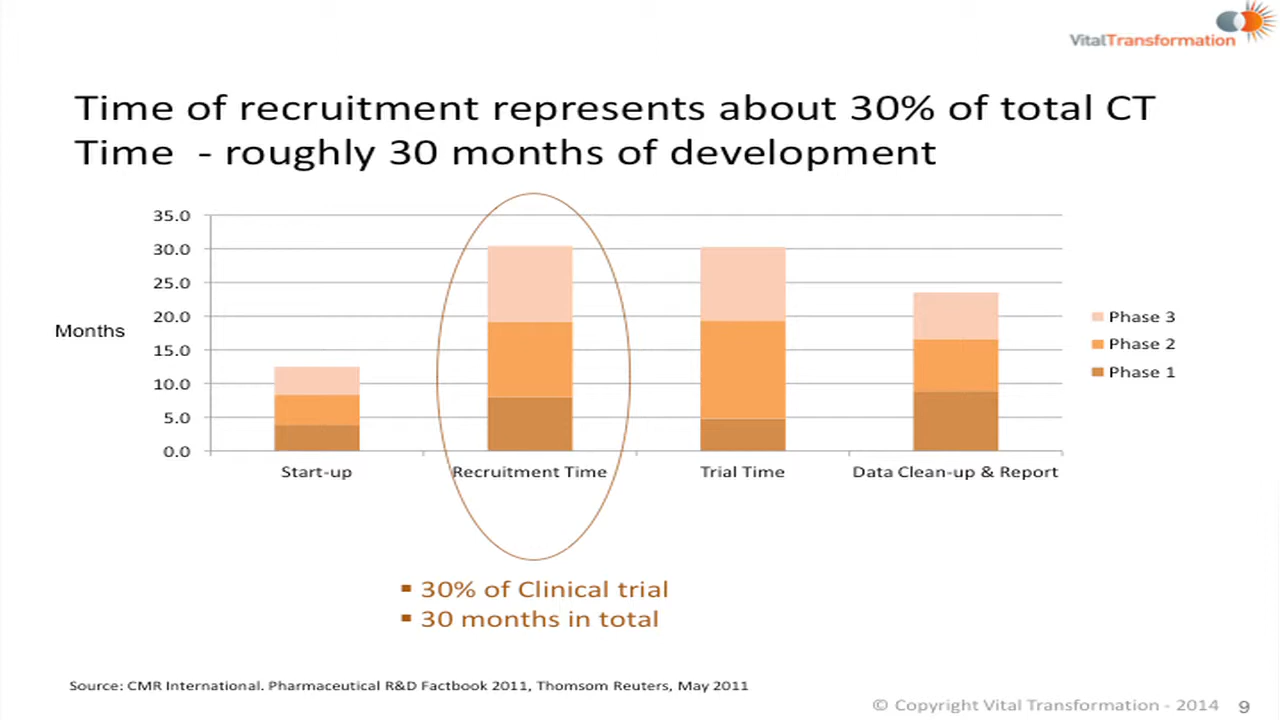 VitalTransformation
Time of recruitment represents about 30% of total CT
Time - roughly 30 months of development
35.0
30.0
25.0
20.0
15.0
10.0
5.0
0.0
Months
Start-up
Recruitment Time
Trial Time
Data Clean-up & Report
Phase 3
Phase 2
Phase 1
▪ 30% of Clinical trial
▪ 30 months in total
Source: CMR International. Pharmaceutical R&D Factbook 2011, Thomsom Reuters, May 2011
© Copyright Vital Transformation - 2014
9